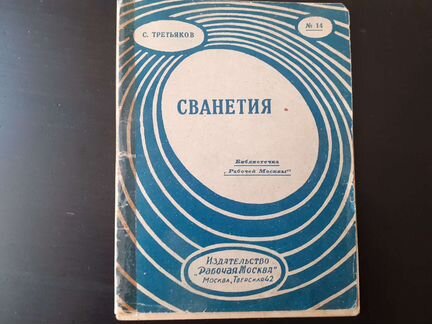 С. ТРЕТЬЯКОВ
№ 14
СВАНЕТИЯ
Библиотечка
„Рабочей Москвы“
ИЗДАТЕЛЬСТВО
„РАБОЧАЯ МОСКВА“
МОСКВА, ТВЕРСКАЯ 42